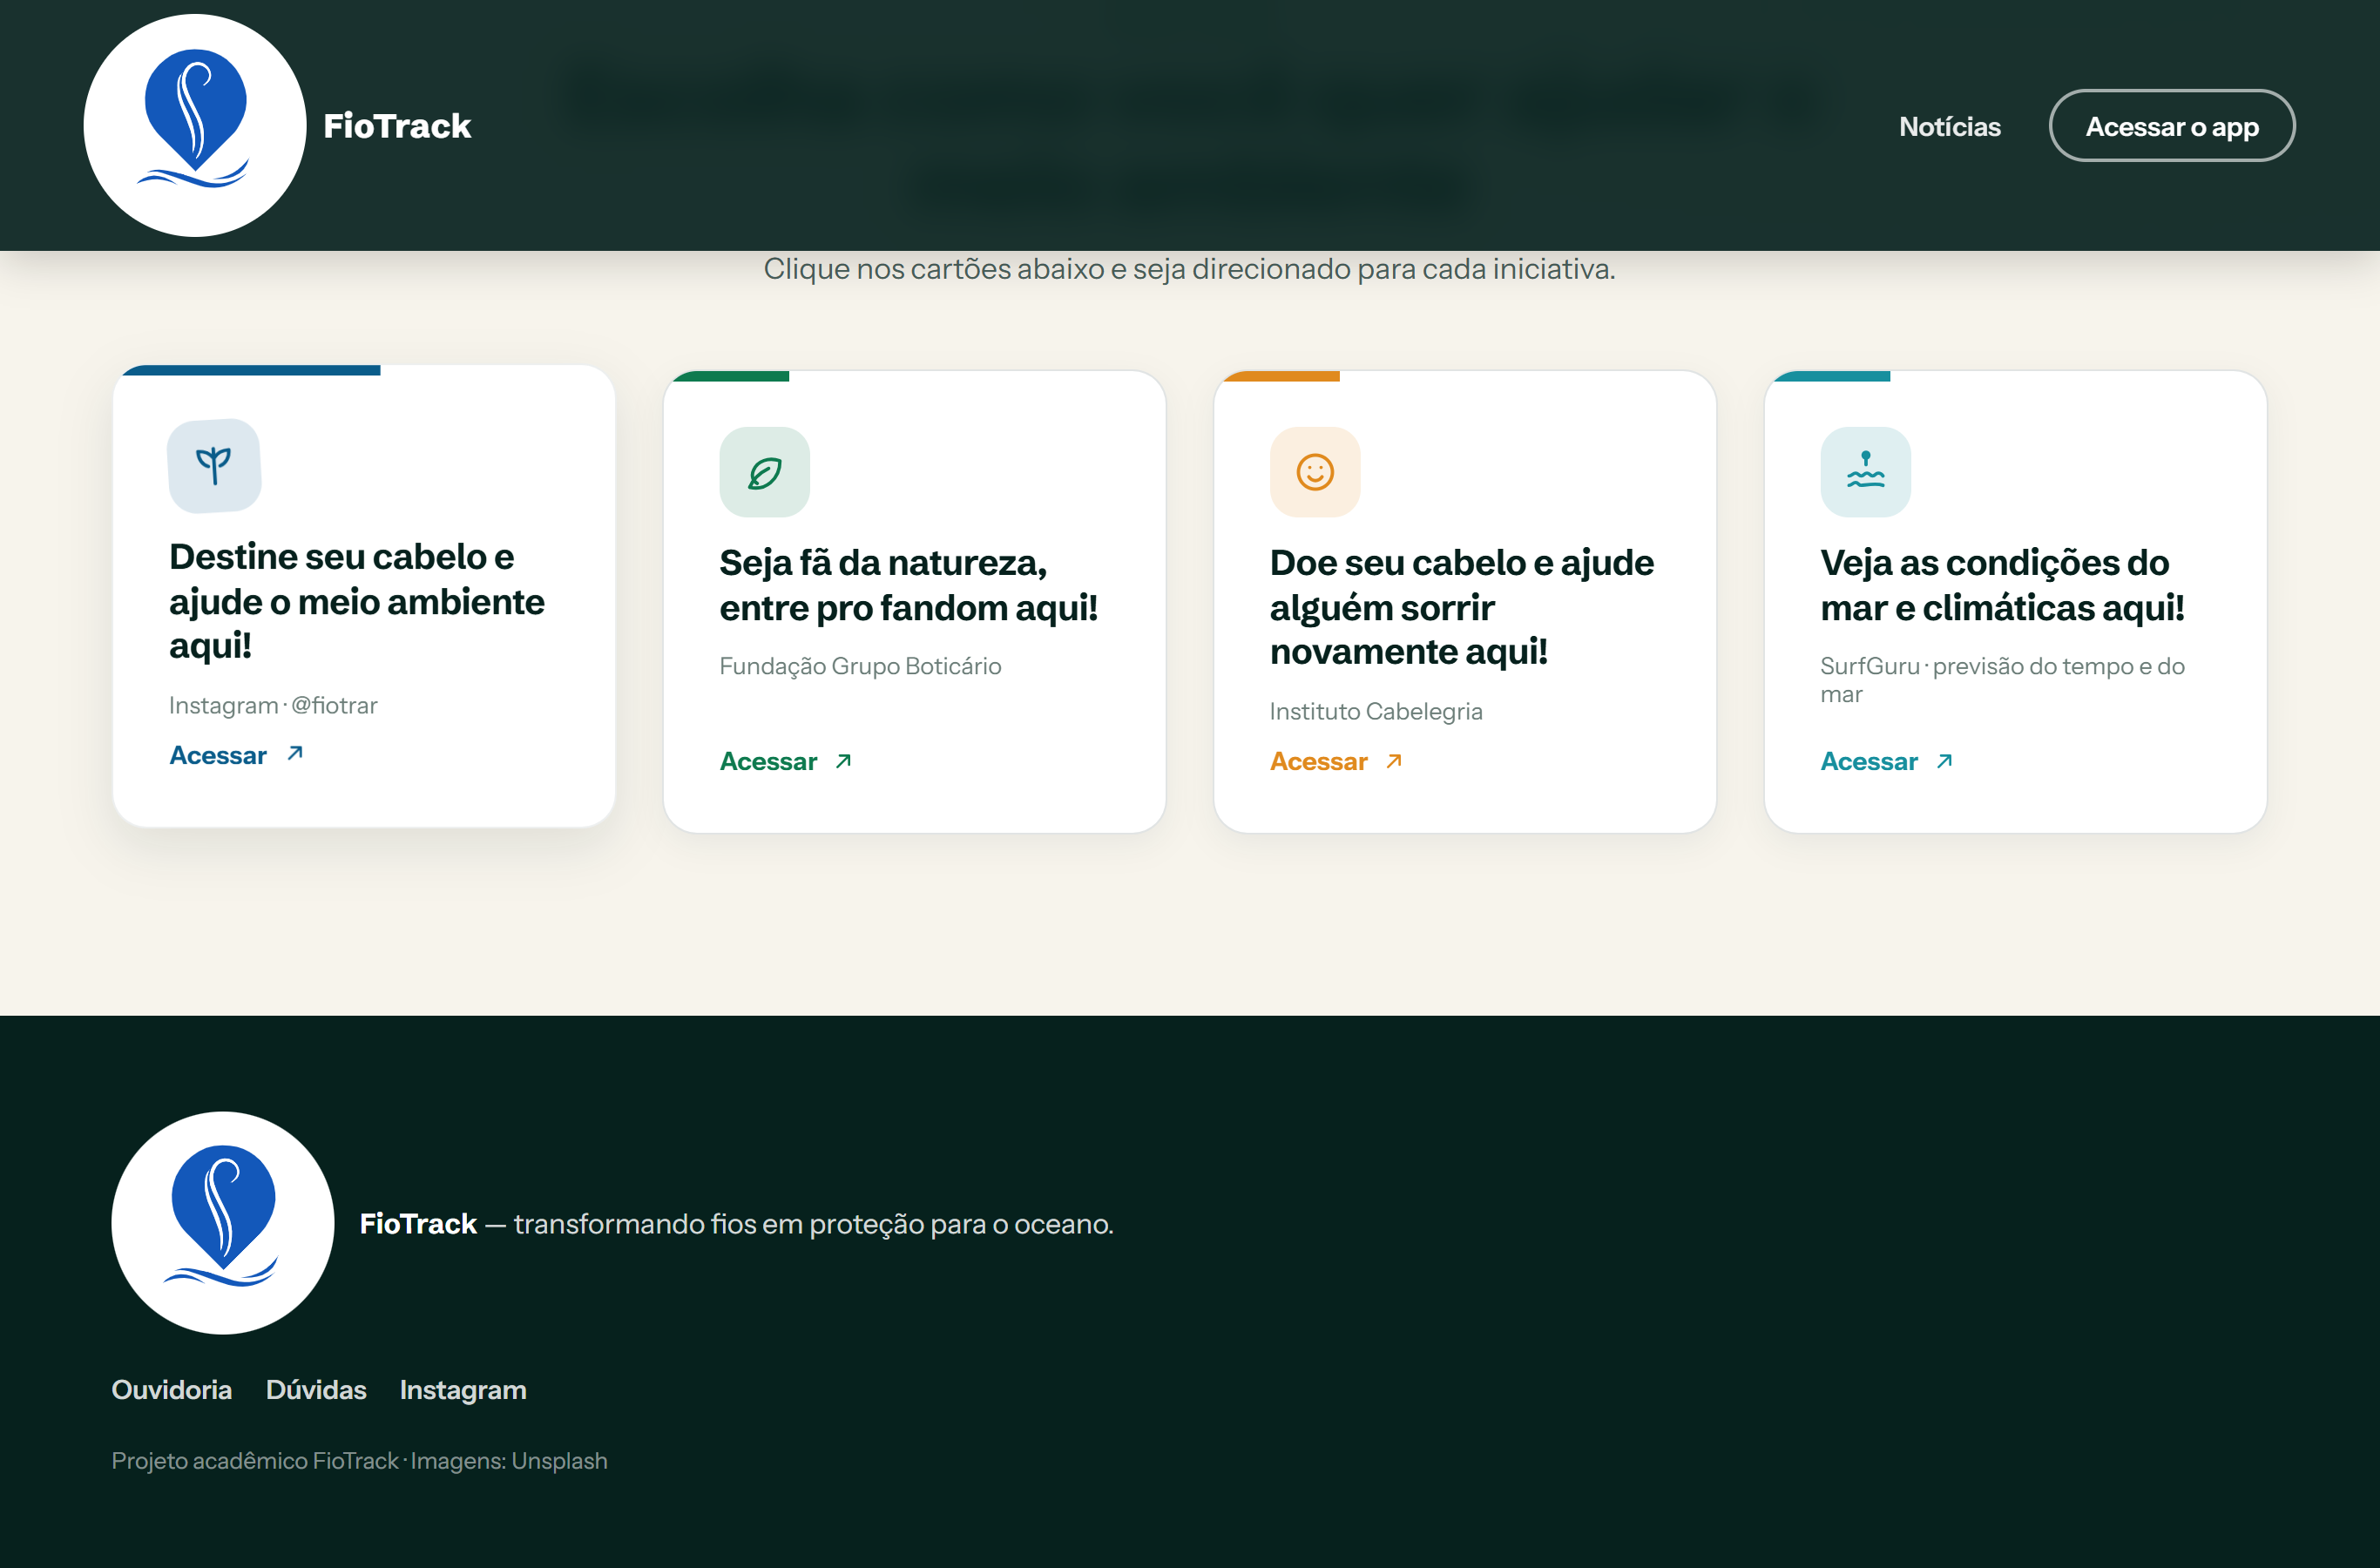 FioTrack
Notícias
Acessar o app
Clique nos cartões abaixo e seja direcionado para cada iniciativa.
Destine seu cabelo e
ajude o meio ambiente
aqui!
Instagram · @fiotrar
Acessar
Seja fã da natureza,
entre pro fandom aqui!
Fundação Grupo Boticário
Acessar
Doe seu cabelo e ajude
alguém sorrir
novamente aqui!
Instituto Cabelegria
Acessar
Veja as condições do
mar e climáticas aqui!
SurfGuru · previsão do tempo e do
mar
Acessar
FioTrack — transformando fios em proteção para o oceano.
Ouvidoria Dúvidas Instagram
Projeto acadêmico FioTrack · Imagens: Unsplash